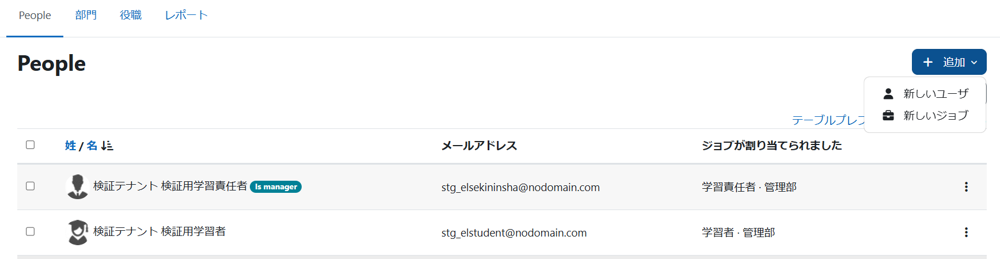 People 部門 役職 レポート
People
追加
新しいユーザ
新しいジョブ
テーブルプレフ
姓 / 名 メールアドレス ジョブが割り当てられました
検証テナント 検証用学習責任者 Is manager stg_elsekininsha@nodomain.com 学習責任者 · 管理部
検証テナント 検証用学習者 stg_elstudent@nodomain.com 学習者 · 管理部